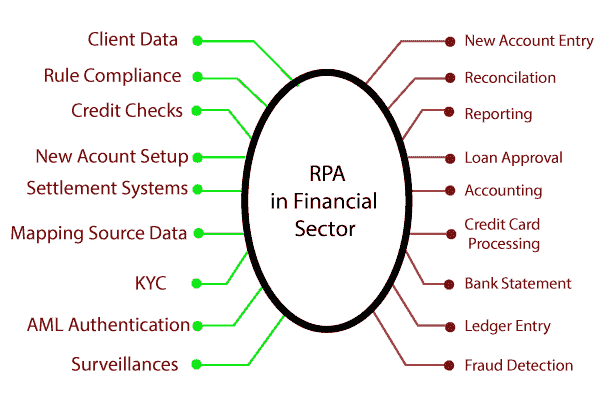 Client Data
Rule Compliance
Credit Checks
New Acount Setup
Settlement Systems
Mapping Source Data
KYC
AML Authentication
Surveillances
RPA
in Financial
Sector
New Account Entry
Reconcilation
Reporting
Loan Approval
Accounting
Credit Card
Processing
Bank Statement
Ledger Entry
Fraud Detection